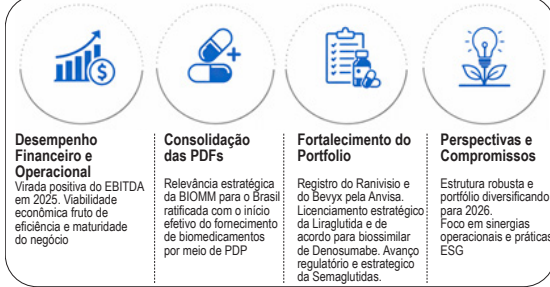 Desempenho
Financeiro e
Operacional
Virada positiva do EBITDA
em 2025. Viabilidade
econômica fruto de
eficiência e maturidade
do negócio
Consolidação
das PDFs
Relevância estratégica
da BIOMM para o Brasil
ratificada com o início
efetivo do fornecimento
de biomedicamentos
por meio de PDP
Fortalecimento do
Portfolio
Registro do Ranivisio e
do Bevyx pela Anvisa.
Licenciamento estratégico
da Liraglutida e de
acordo para biossimilar
de Denosumabe. Avanço
regulatório e estrategico
da Semaglutidas.
Perspectivas e
Compromissos
Estrutura robusta e
portfólio diversificando
para 2026.
Foco em sinergias
operacionais e práticas
ESG